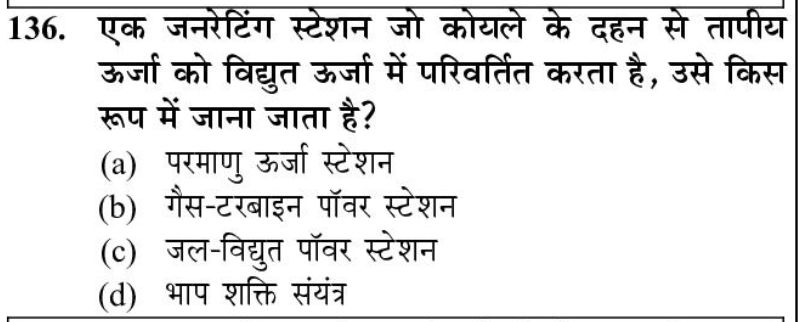 136. एक जनरेटिंग स्टेशन जो कोयले के दहन से तापीय
ऊर्जा को विद्युत ऊर्जा में परिवर्तित करता है, उसे किस
रूप में जाना जाता है?
(a) परमाणु ऊर्जा स्टेशन
(b) गैस-टरबाइन पॉवर स्टेशन
(c) जल-विद्युत पॉवर स्टेशन
(d) भाप शक्ति संयंत्र